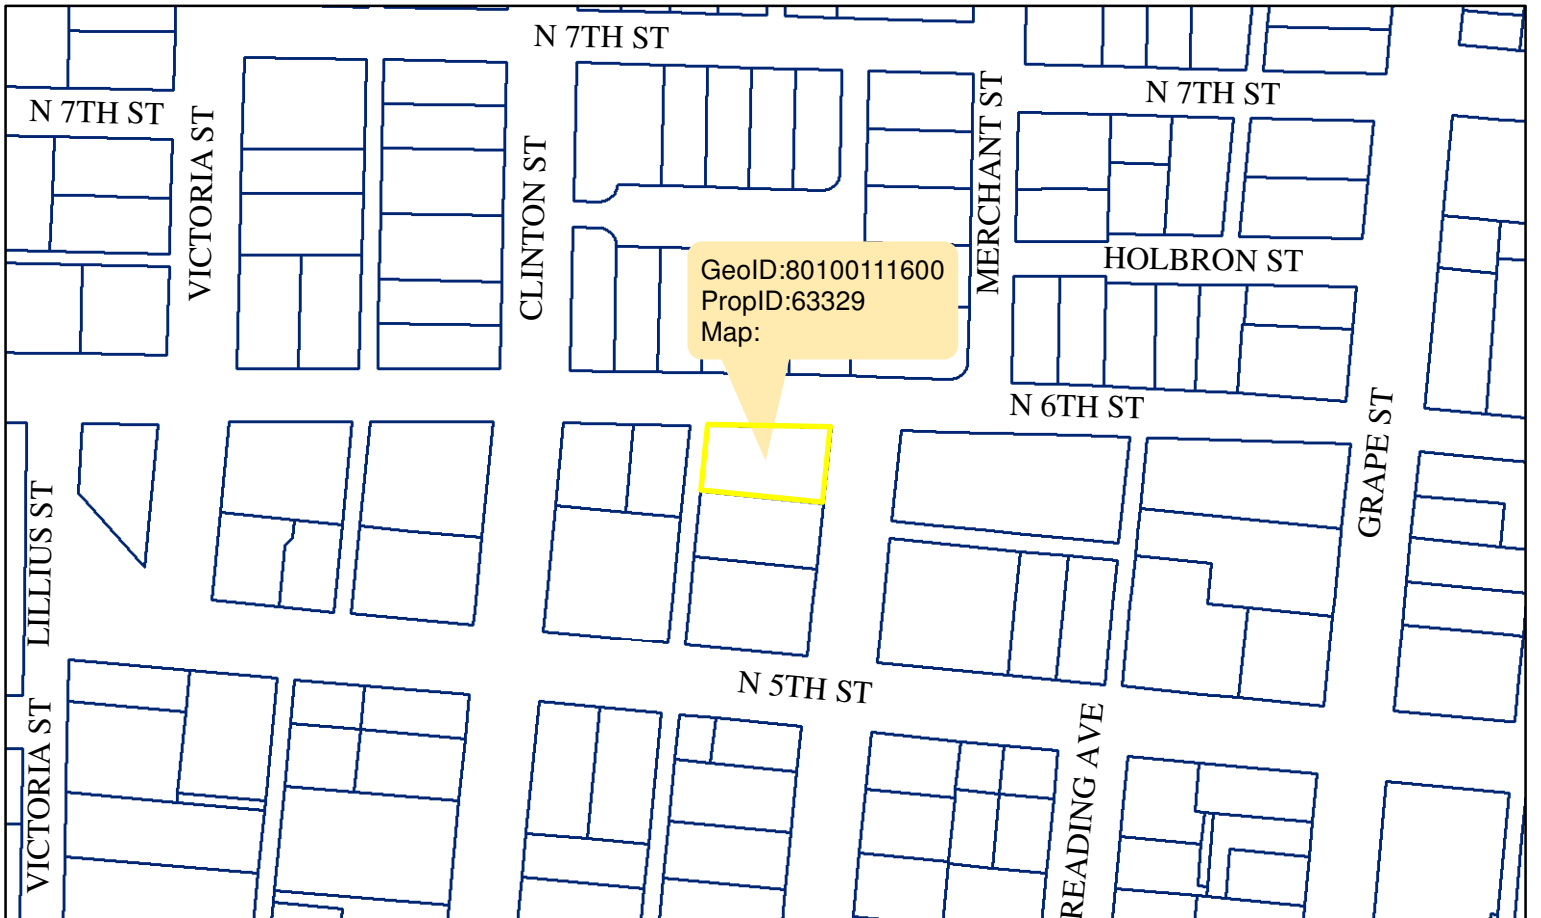 N 7TH ST
N 7TH ST
N 7TH ST
VICTORIA ST
CLINTON ST
MERCHANT ST
HOLBRON ST
GeoID:80100111600
PropID:63329
Map:
N 6TH ST
GRAPE ST
LILLIUS ST
N 5TH ST
VICTORIA ST
READING AVE